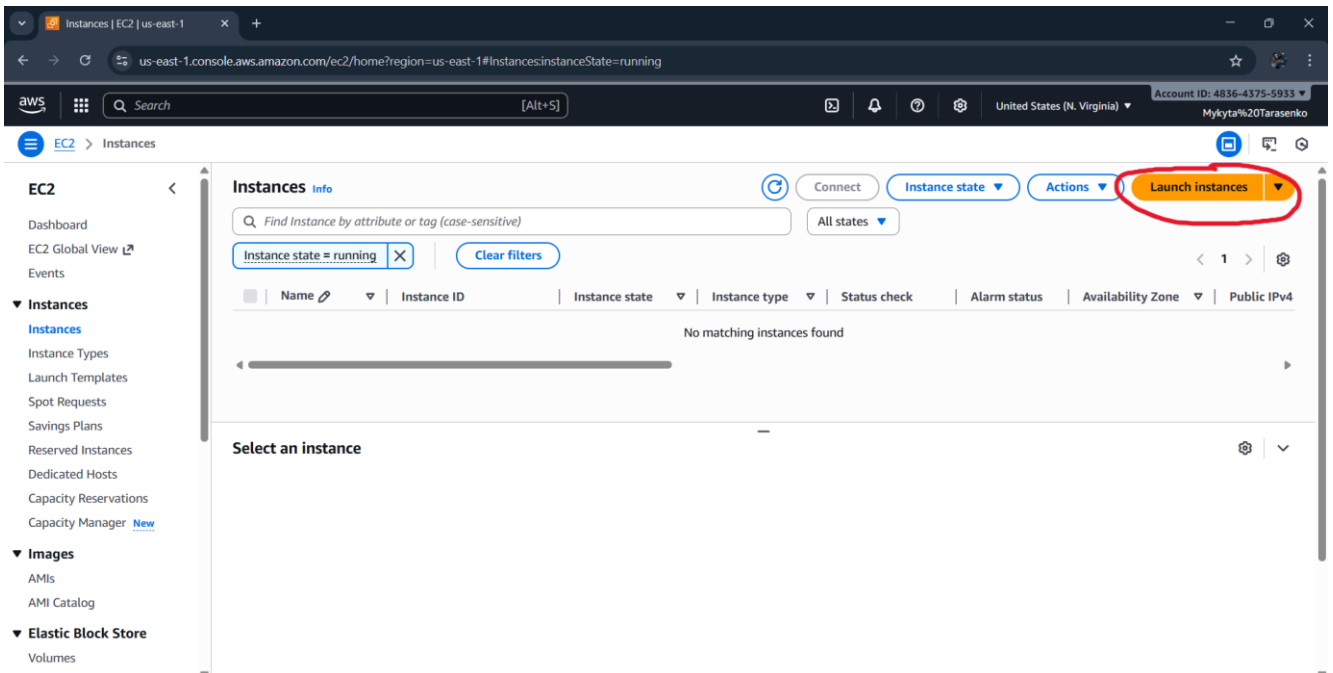 Instances | EC2 | us-east-1
us-east-1.console.aws.amazon.com/ec2/home?region=us-east-1#Instances:instanceState=running
aws
Search [Alt+S]
United States (N. Virginia)
Account ID: 4836-4375-5933
Mykyta%20Tarasenko
EC2 > Instances
EC2
Dashboard
EC2 Global View
Events
Instances
Instances
Instance Types
Launch Templates
Spot Requests
Savings Plans
Reserved Instances
Dedicated Hosts
Capacity Reservations
Capacity Manager New
Images
AMIs
AMI Catalog
Elastic Block Store
Volumes
Instances Info
Connect
Instance state
Actions
Launch instances
Find Instance by attribute or tag (case-sensitive)
All states
Instance state = running
Clear filters
1
Name Instance ID Instance state Instance type Status check Alarm status Availability Zone Public IPv4
No matching instances found
Select an instance